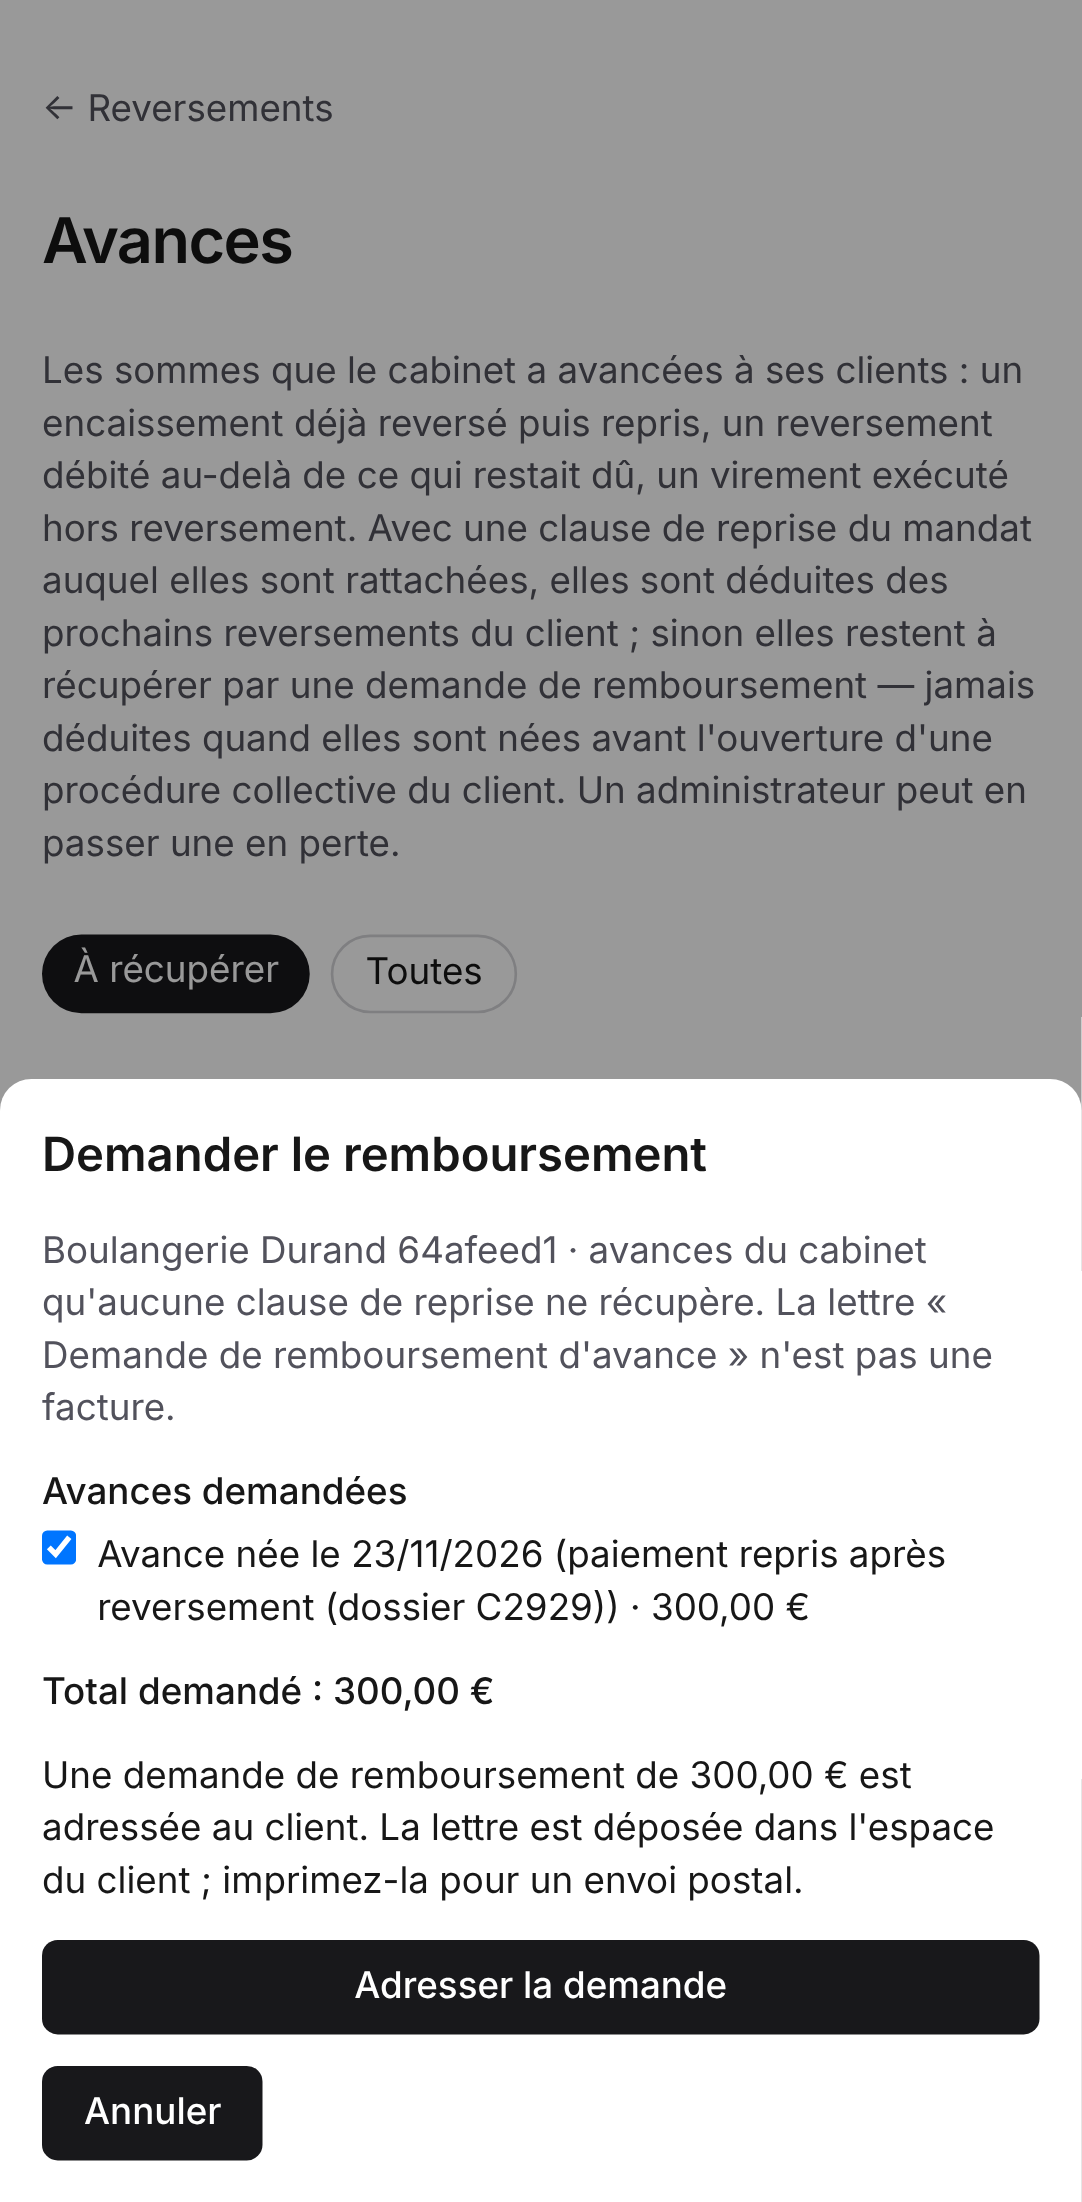 ← Reversements
Avances
Les sommes que le cabinet a avancées à ses clients : un
encaissement déjà reversé puis repris, un reversement
débité au-delà de ce qui restait dû, un virement exécuté
hors reversement. Avec une clause de reprise du mandat
auquel elles sont rattachées, elles sont déduites des
prochains reversements du client ; sinon elles restent à
récupérer par une demande de remboursement — jamais
déduites quand elles sont nées avant l'ouverture d'une
procédure collective du client. Un administrateur peut en
passer une en perte.
À récupérer
Toutes
Demander le remboursement
Boulangerie Durand 64afeed1 · avances du cabinet
qu'aucune clause de reprise ne récupère. La lettre «
Demande de remboursement d'avance » n'est pas une
facture.
Avances demandées
Avance née le 23/11/2026 (paiement repris après
reversement (dossier C2929)) · 300,00 €
Total demandé : 300,00 €
Une demande de remboursement de 300,00 € est
adressée au client. La lettre est déposée dans l'espace
du client ; imprimez-la pour un envoi postal.
Adresser la demande
Annuler